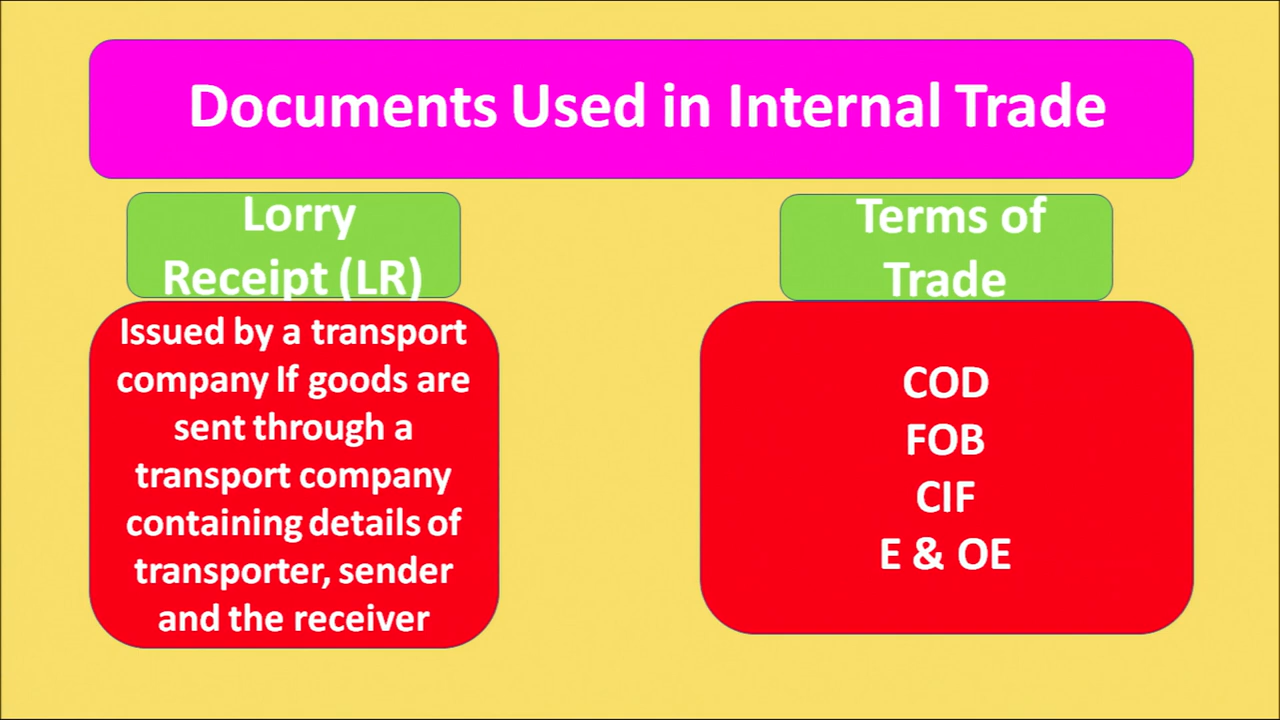 Documents Used in Internal Trade
Lorry
Receipt (LR)
Issued by a transport
company If goods are
sent through a
transport company
containing details of
transporter, sender
and the receiver
Terms of
Trade
COD
FOB
CIF
E & OE